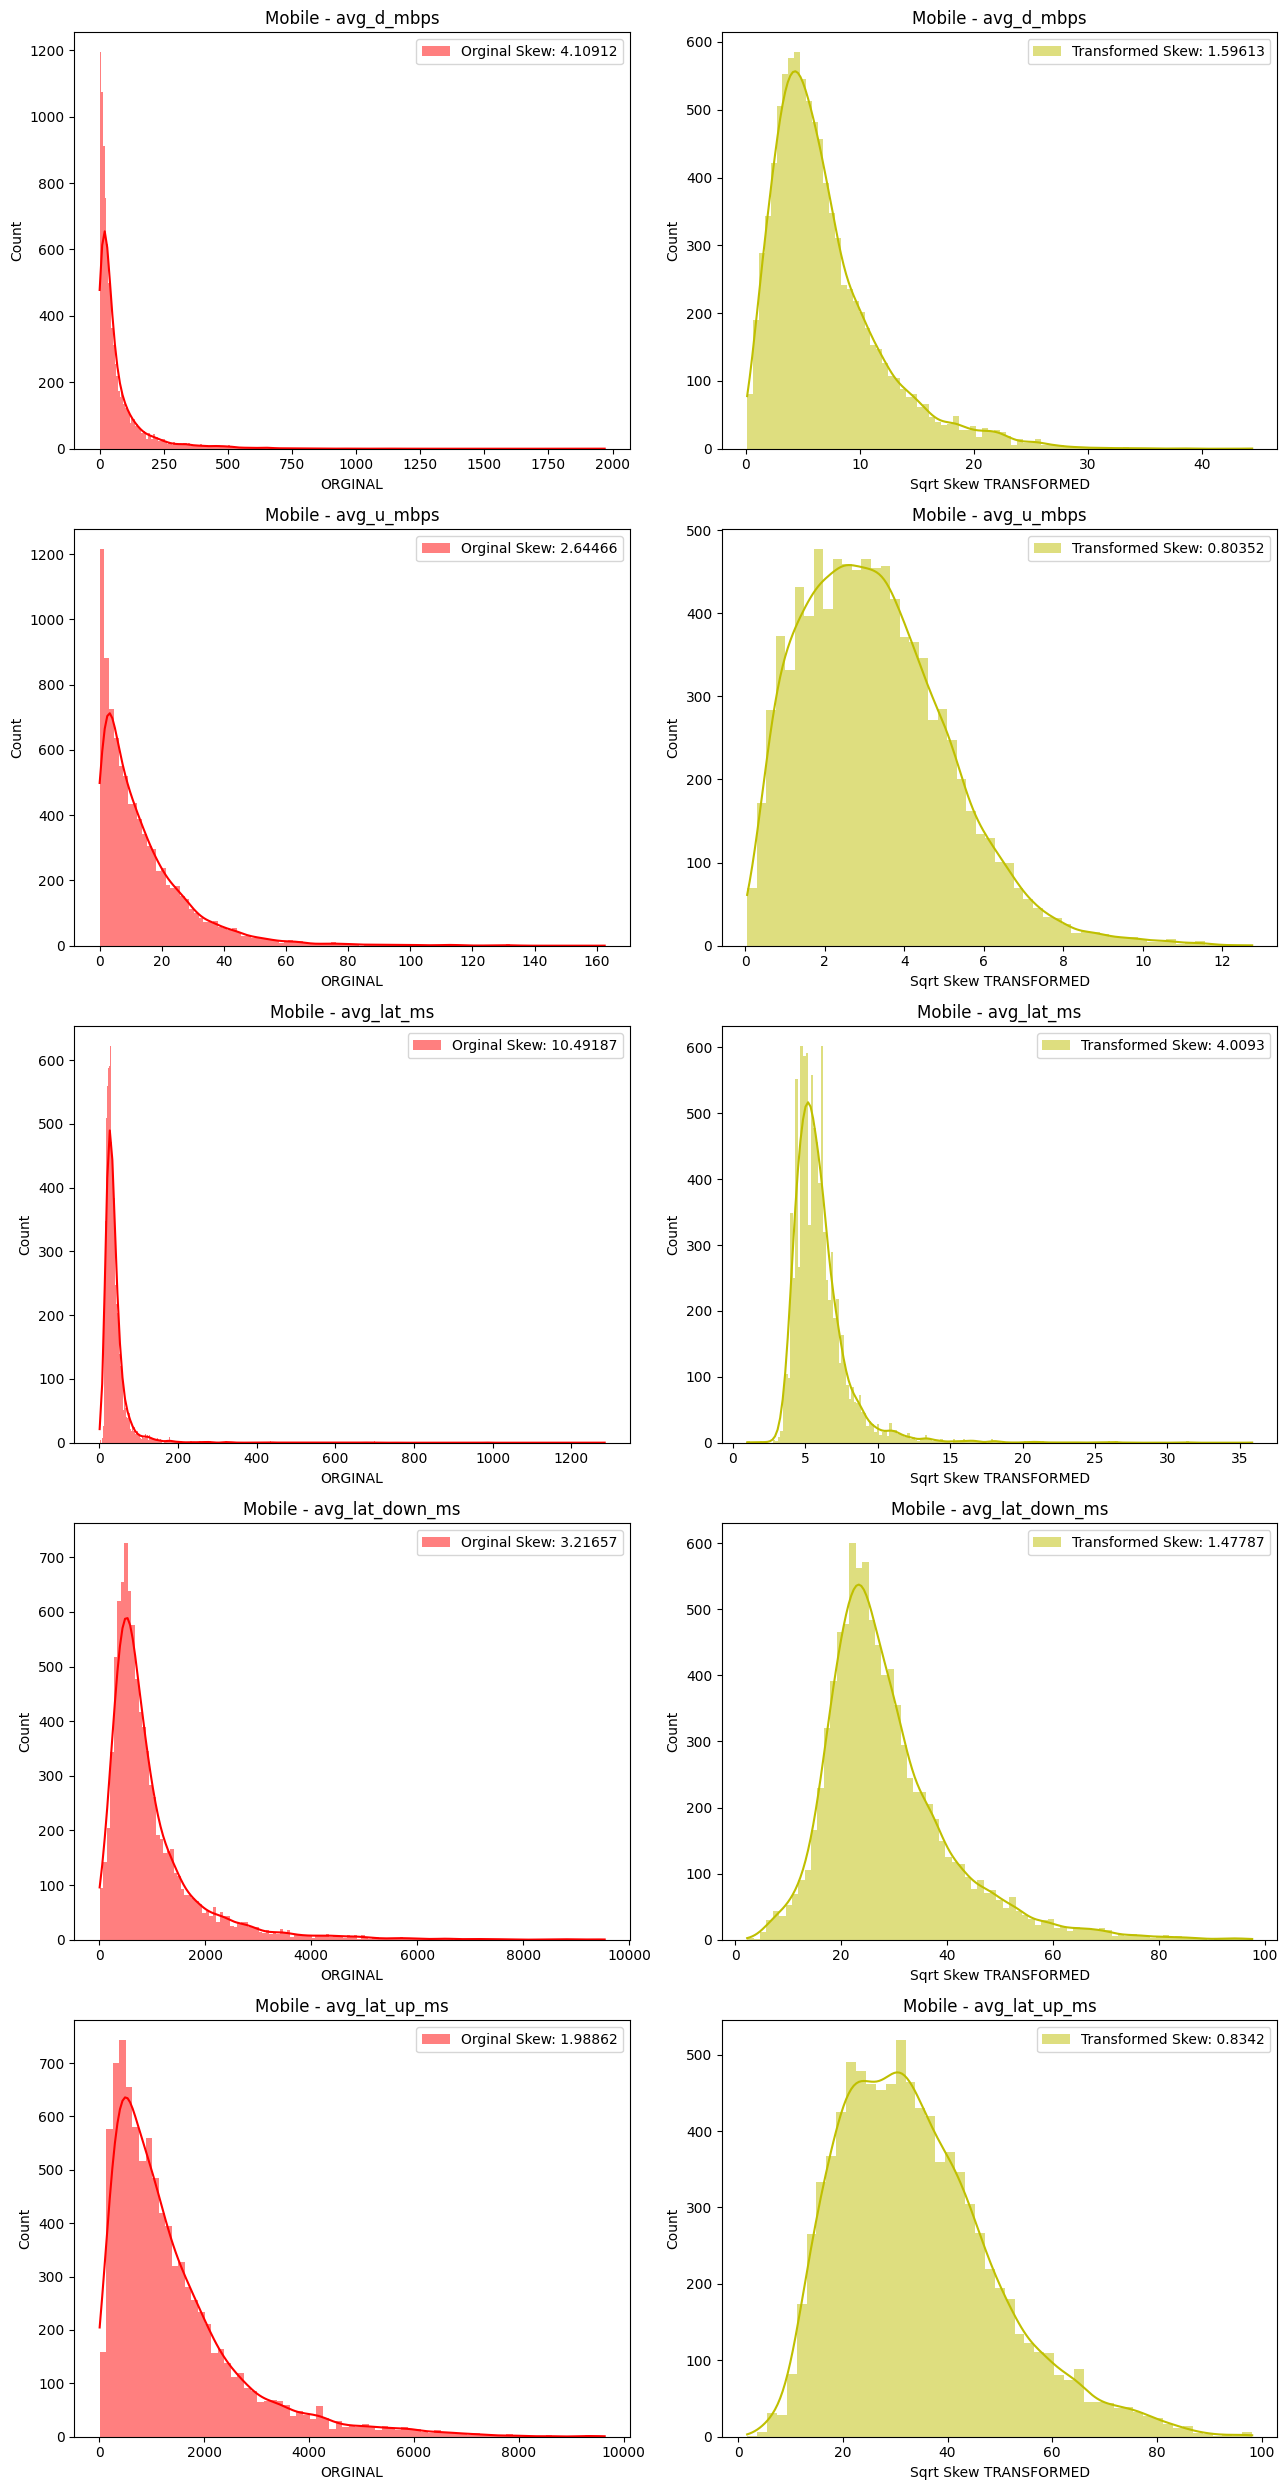 Mobile - avg_d_mbps
Orginal Skew: 4.10912
Count
1200
1000
800
600
400
200
0
0 250 500 750 1000 1250 1500 1750 2000
ORGINAL
Mobile - avg_d_mbps
Transformed Skew: 1.59613
Count
600
500
400
300
200
100
0
0 10 20 30 40
Sqrt Skew TRANSFORMED
Mobile - avg_u_mbps
Orginal Skew: 2.64466
Count
1200
1000
800
600
400
200
0
0 20 40 60 80 100 120 140 160
ORGINAL
Mobile - avg_u_mbps
Transformed Skew: 0.80352
Count
500
400
300
200
100
0
0 2 4 6 8 10 12
Sqrt Skew TRANSFORMED
Mobile - avg_lat_ms
Orginal Skew: 10.49187
Count
600
500
400
300
200
100
0
0 200 400 600 800 1000 1200
ORGINAL
Mobile - avg_lat_ms
Transformed Skew: 4.0093
Count
600
500
400
300
200
100
0
0 5 10 15 20 25 30 35
Sqrt Skew TRANSFORMED
Mobile - avg_lat_down_ms
Orginal Skew: 3.21657
Count
700
600
500
400
300
200
100
0
0 2000 4000 6000 8000 10000
ORGINAL
Mobile - avg_lat_down_ms
Transformed Skew: 1.47787
Count
600
500
400
300
200
100
0
0 20 40 60 80 100
Sqrt Skew TRANSFORMED
Mobile - avg_lat_up_ms
Orginal Skew: 1.98862
Count
700
600
500
400
300
200
100
0
0 2000 4000 6000 8000 10000
ORGINAL
Mobile - avg_lat_up_ms
Transformed Skew: 0.8342
Count
500
400
300
200
100
0
0 20 40 60 80 100
Sqrt Skew TRANSFORMED